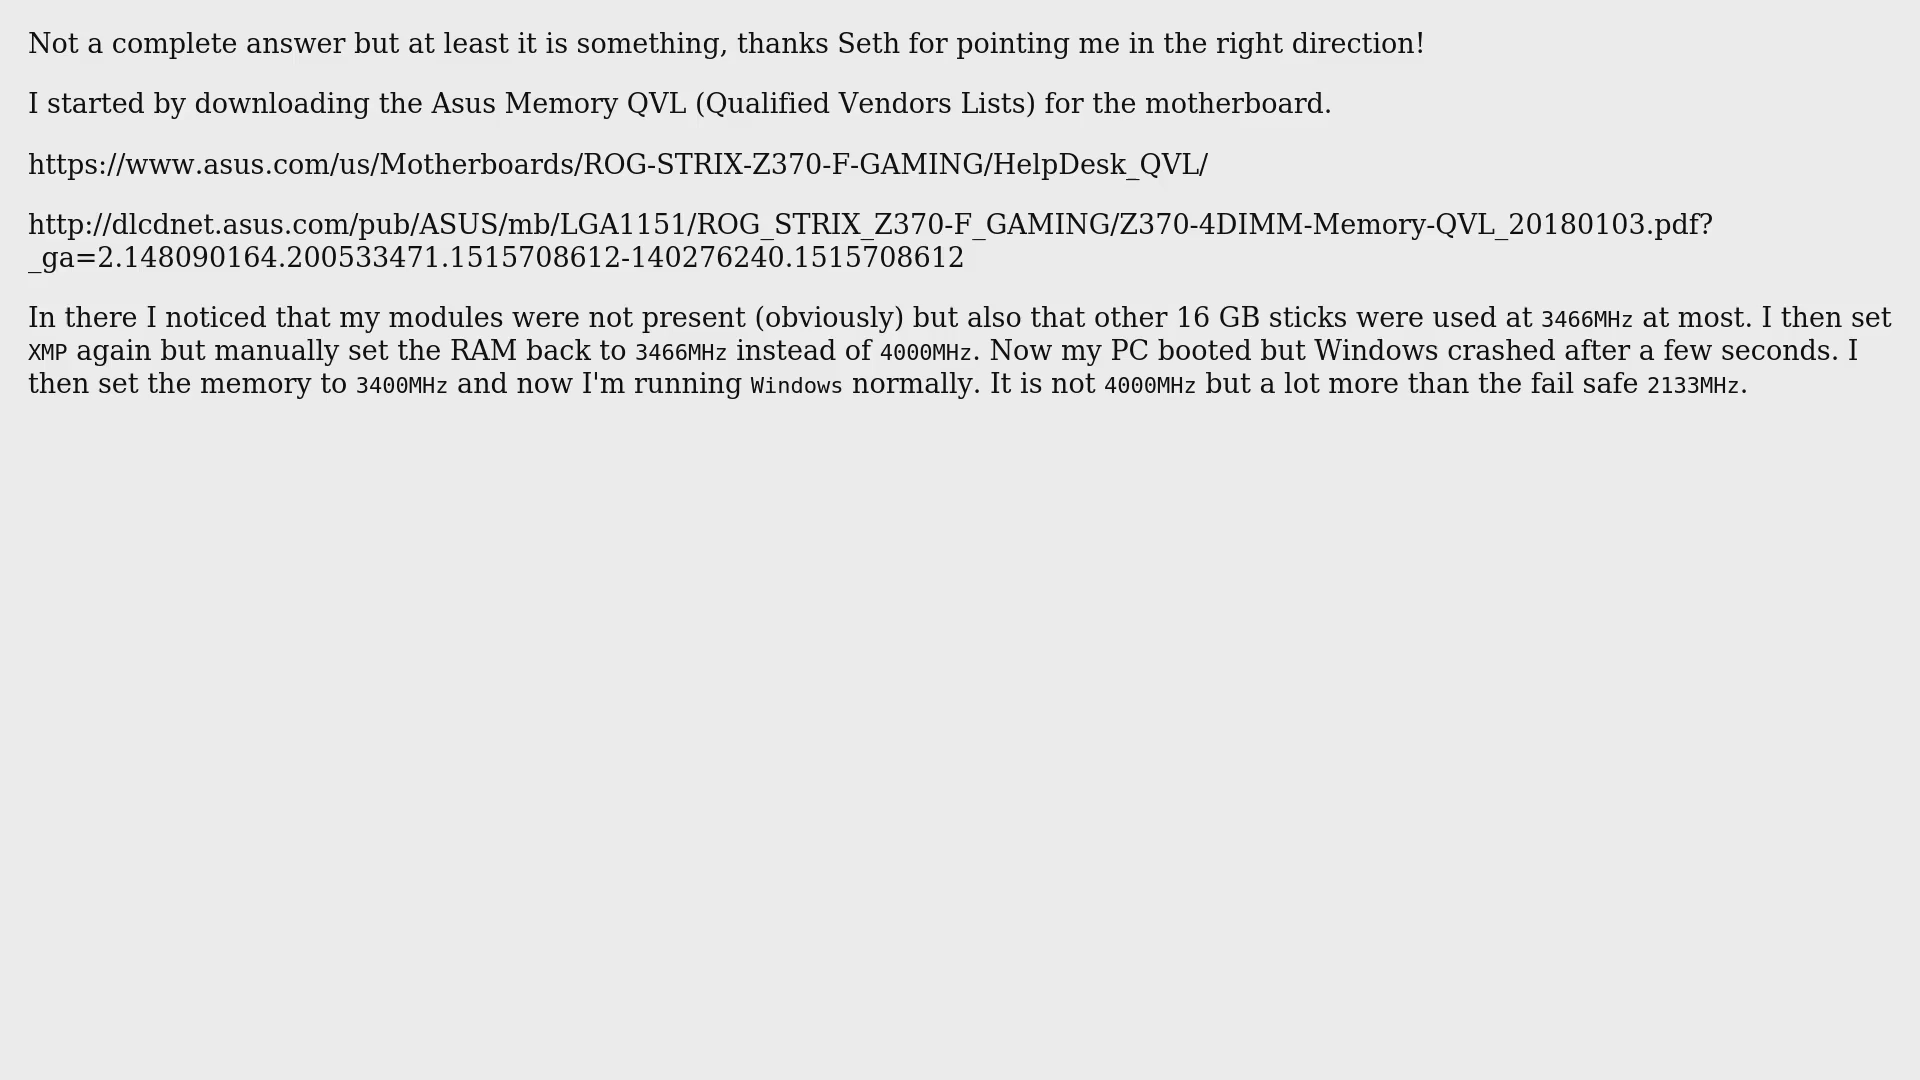 Not a complete answer but at least it is something, thanks Seth for pointing me in the right direction!
I started by downloading the Asus Memory QVL (Qualified Vendors Lists) for the motherboard.
https://www.asus.com/us/Motherboards/ROG-STRIX-Z370-F-GAMING/HelpDesk_QVL/
http://dlcdnet.asus.com/pub/ASUS/mb/LGA1151/ROG_STRIX_Z370-F_GAMING/Z370-4DIMM-Memory-QVL_20180103.pdf?
_ga=2.148090164.200533471.1515708612-140276240.1515708612
In there I noticed that my modules were not present (obviously) but also that other 16 GB sticks were used at 3466MHz at most. I then set
XMP again but manually set the RAM back to 3466MHz instead of 4000MHz. Now my PC booted but Windows crashed after a few seconds. I
then set the memory to 3400MHz and now I'm running Windows normally. It is not 4000MHz but a lot more than the fail safe 2133MHz.